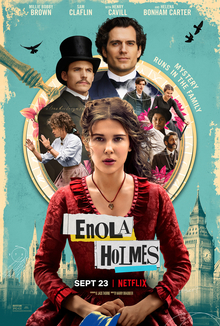 MILLIE BOBBY
BROWN
SAM
CLAFLIN
WITH HENRY
CAVILL
AND HELENA
BONHAM CARTER
MYSTERY
RUNS IN THE FAMILY
ENOLA
HOLMES
SEPT 23 | NETFLIX